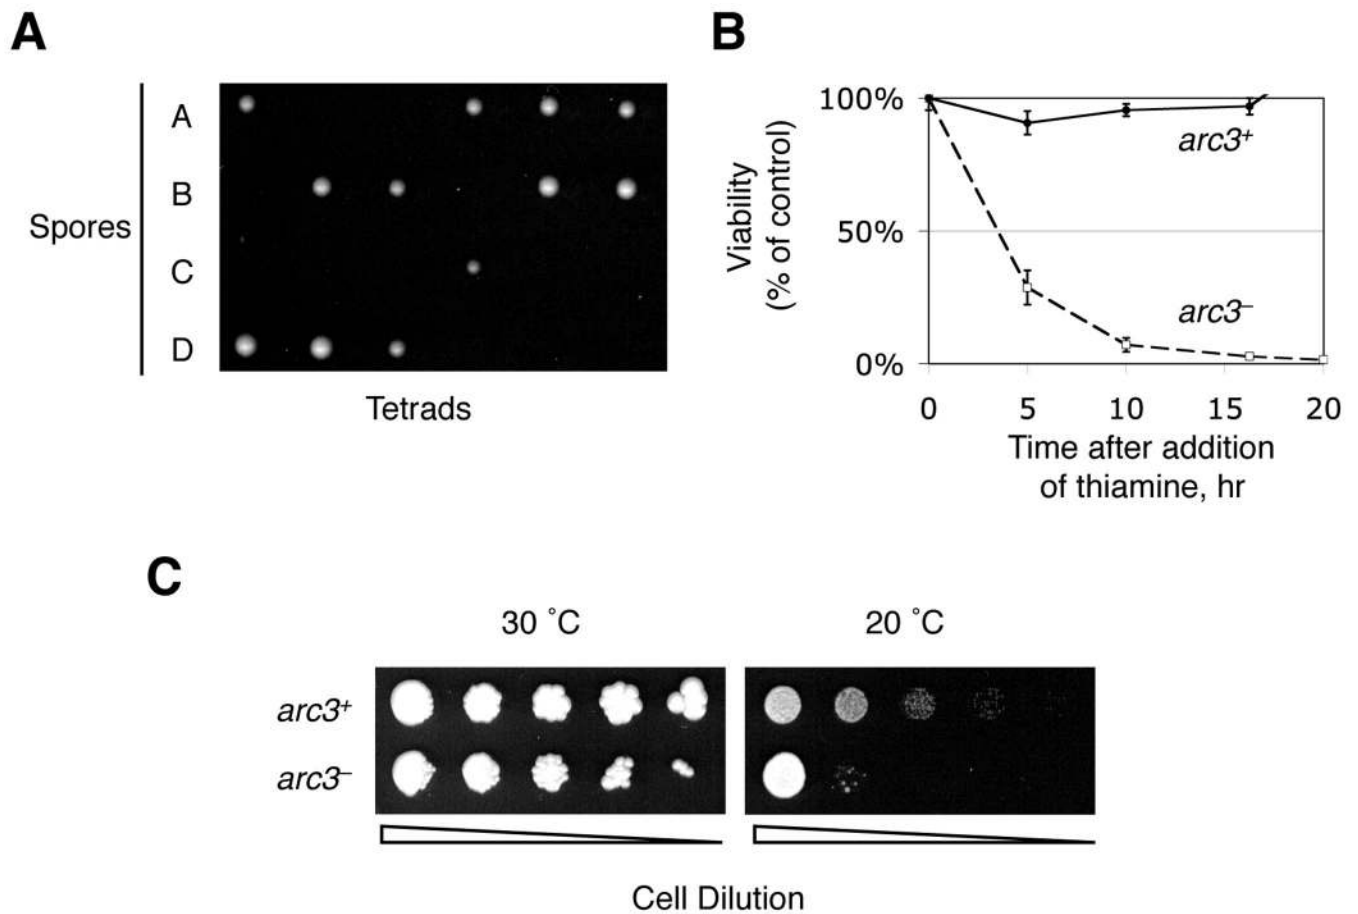 A
Spores
A
B
C
D
Tetrads
B
Viability
(% of control)
100%
50%
0%
arc3+
arc3–
0 5 10 15 20
Time after addition
of thiamine, hr
C
30 ˚C
20 ˚C
arc3+
arc3–
Cell Dilution